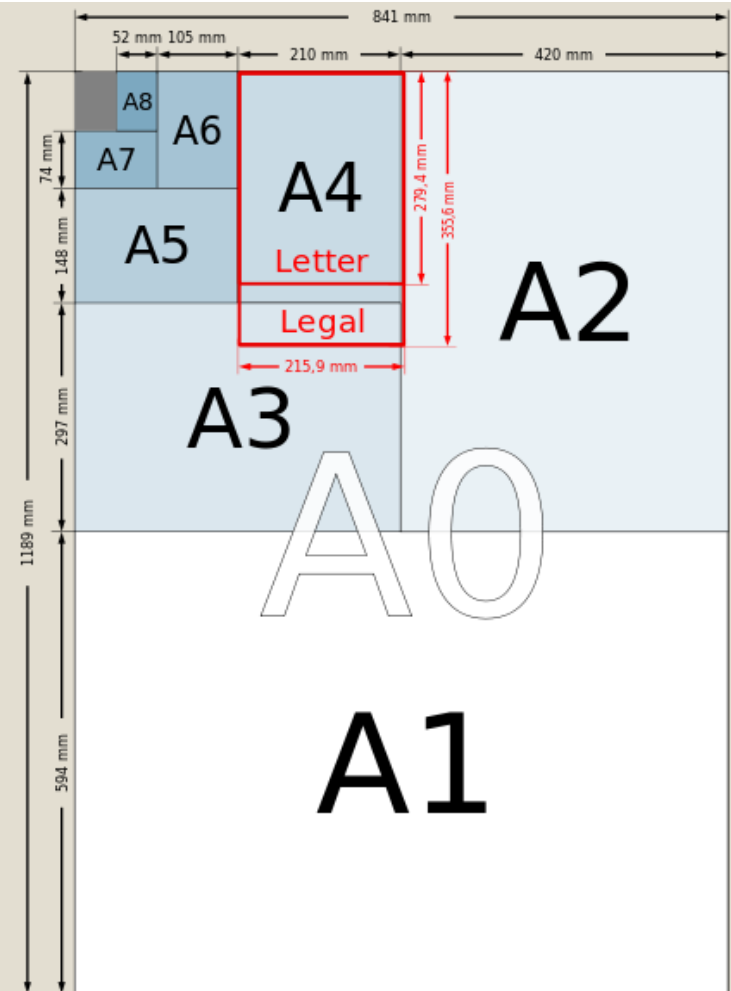 841 mm
52 mm 105 mm
210 mm
420 mm
A8
A6
A7
A4
A5
Letter
Legal
A2
A3
A0
A1
74 mm
148 mm
297 mm
594 mm
1189 mm
279,4 mm
355,6 mm
215,9 mm